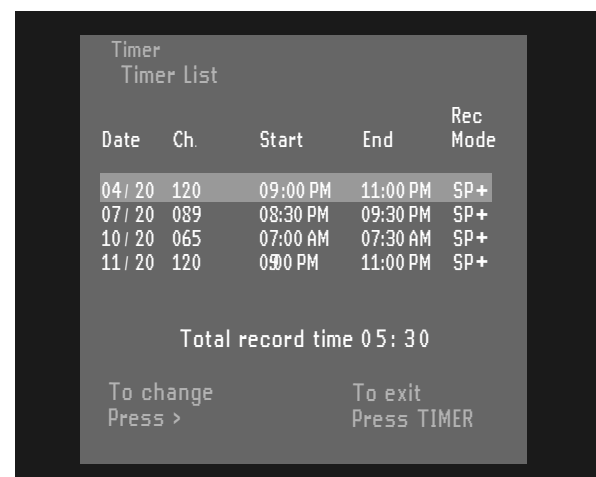 Timer
Timer List
Rec
Date Ch. Start End Mode
04/20 120 09:00 PM 11:00 PM SP+
07/20 089 08:30 PM 09:30 PM SP+
10/20 065 07:00 AM 07:30 AM SP+
11/20 120 09:00 PM 11:00 PM SP+
Total record time 05:30
To change To exit
Press > Press TIMER